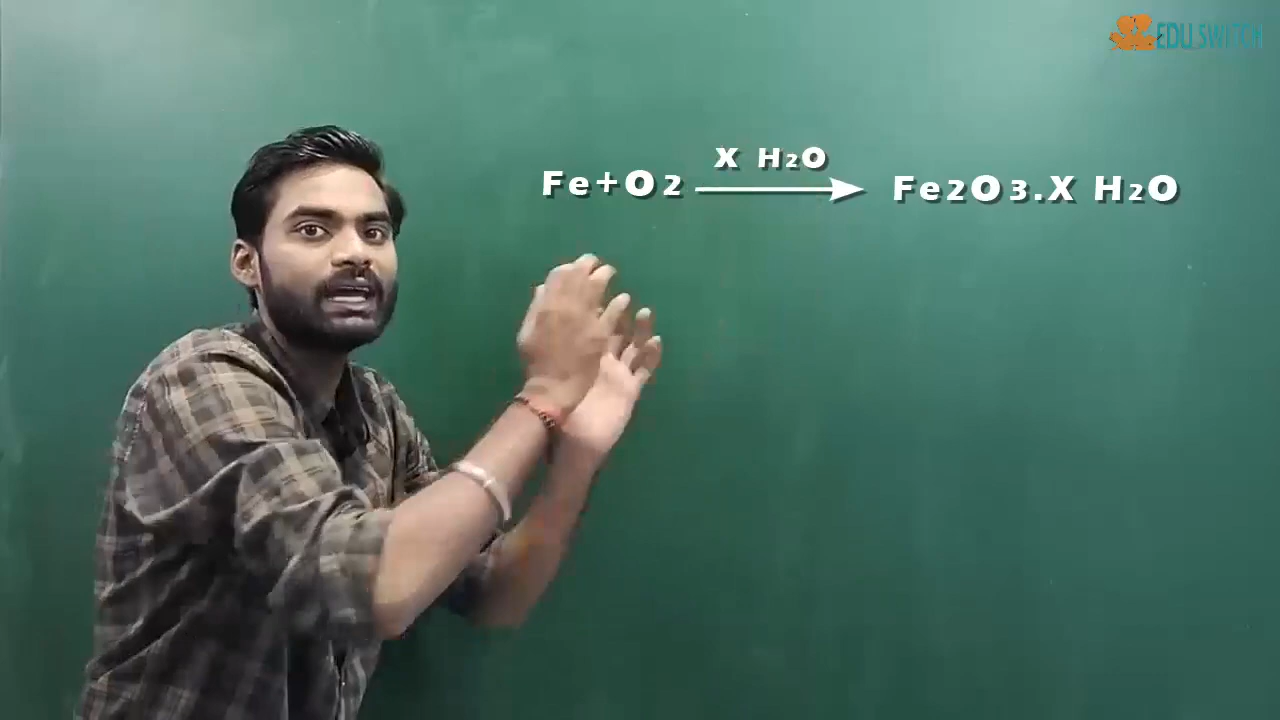 EDU SWITCH
X H₂O
Fe+O2 ⟶ Fe2O3.X H₂O